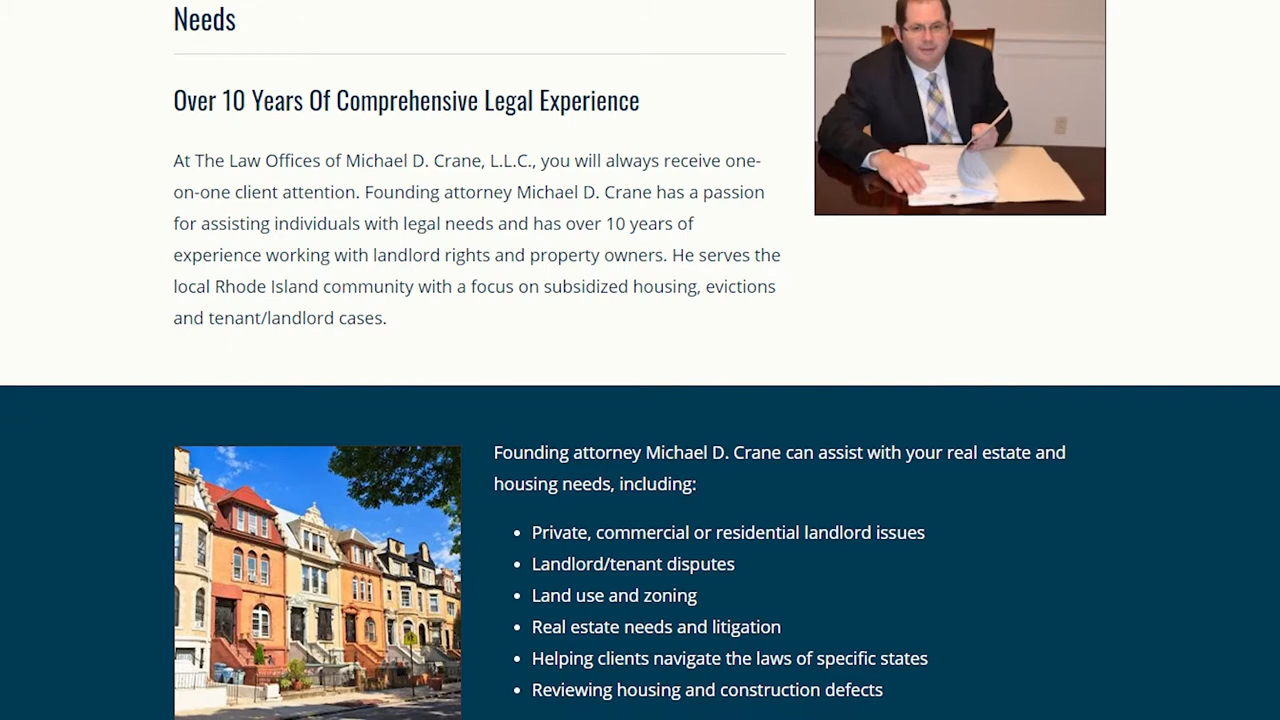 Needs
Over 10 Years Of Comprehensive Legal Experience
At The Law Offices of Michael D. Crane, L.L.C., you will always receive one-
on-one client attention. Founding attorney Michael D. Crane has a passion
for assisting individuals with legal needs and has over 10 years of
experience working with landlord rights and property owners. He serves the
local Rhode Island community with a focus on subsidized housing, evictions
and tenant/landlord cases.
Founding attorney Michael D. Crane can assist with your real estate and
housing needs, including:
• Private, commercial or residential landlord issues
• Landlord/tenant disputes
• Land use and zoning
• Real estate needs and litigation
• Helping clients navigate the laws of specific states
• Reviewing housing and construction defects